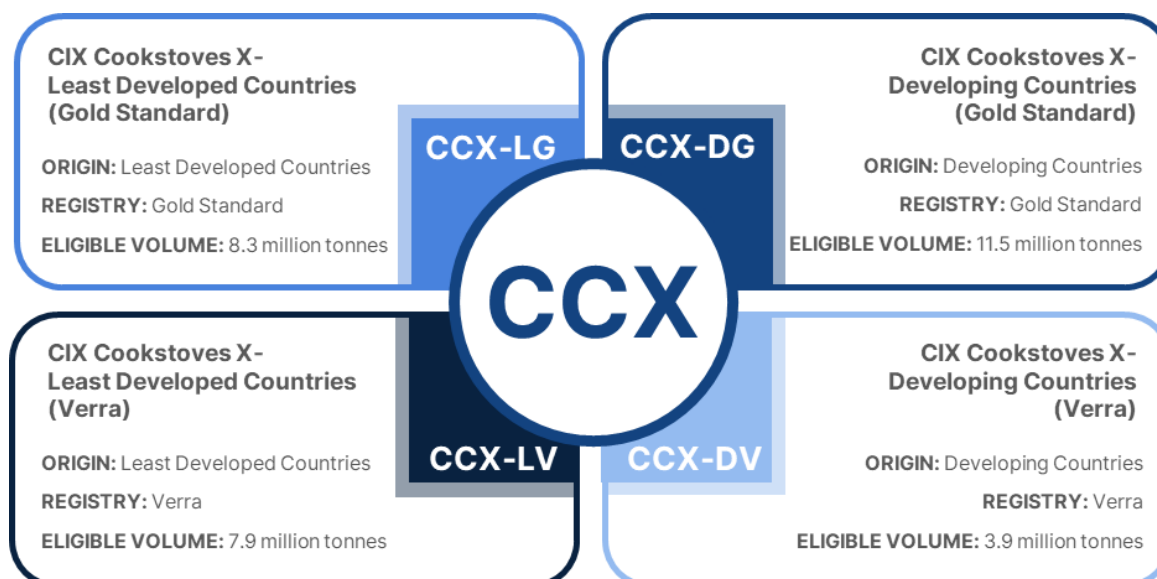 CIX Cookstoves X-
Least Developed Countries
(Gold Standard)
ORIGIN: Least Developed Countries
REGISTRY: Gold Standard
ELIGIBLE VOLUME: 8.3 million tonnes
CCX-LG
CIX Cookstoves X-
Developing Countries
(Gold Standard)
ORIGIN: Developing Countries
REGISTRY: Gold Standard
ELIGIBLE VOLUME: 11.5 million tonnes
CCX-DG
CCX
CIX Cookstoves X-
Least Developed Countries
(Verra)
ORIGIN: Least Developed Countries
REGISTRY: Verra
ELIGIBLE VOLUME: 7.9 million tonnes
CCX-LV
CIX Cookstoves X-
Developing Countries
(Verra)
ORIGIN: Developing Countries
REGISTRY: Verra
ELIGIBLE VOLUME: 3.9 million tonnes
CCX-DV